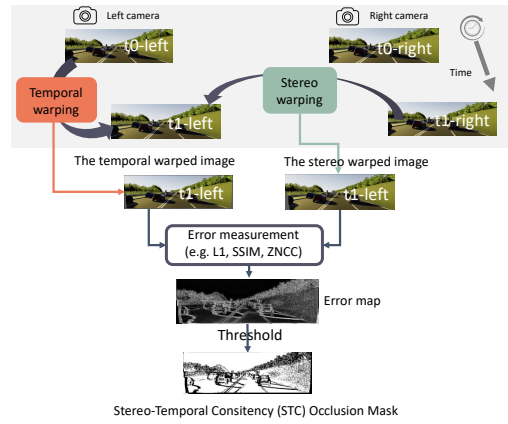 Left camera
Right camera
t0-left
t0-right
Time
Temporal
warping
Stereo
warping
t1-left
t1-right
The temporal warped image
The stereo warped image
t1-left
t1-left
Error measurement
(e.g. L1, SSIM, ZNCC)
Error map
Threshold
Stereo-Temporal Consitency (STC) Occlusion Mask